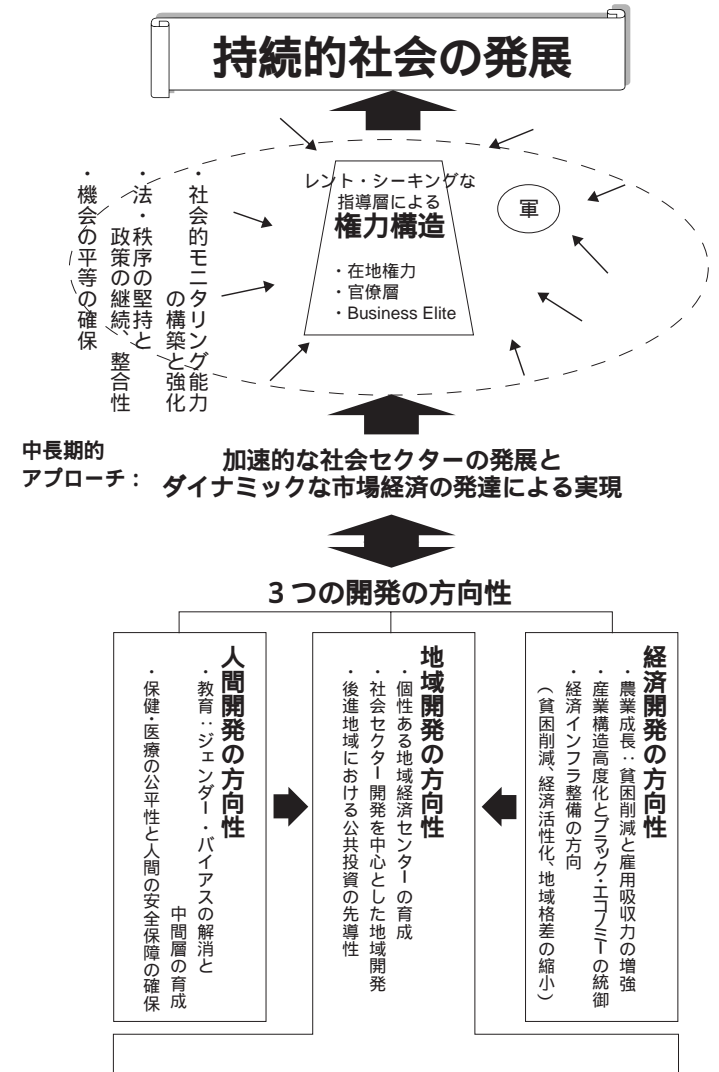 持続的社会の発展
・社会的モニタリング能力
の構築と強化
・法・秩序の堅持と
政策の継続、整合性
・機会の平等の確保
レント・シーキングな
指導層による
権力構造
・在地権力
・官僚層
・Business Elite
軍
中長期的
アプローチ：
加速的な社会セクターの発展と
ダイナミックな市場経済の発達による実現
３つの開発の方向性
人間開発の方向性
・教育：ジェンダー・バイアスの解消と
中間層の育成
・保健・医療の公平性と人間の安全保障の確保
地域開発の方向性
・個性ある地域経済センターの育成
・社会セクター開発を中心とした地域開発
・後進地域における公共投資の先導性
経済開発の方向性
・農業成長：貧困削減と雇用吸収力の増強
・産業構造高度化とブラック・エコノミーの統御
・経済インフラ整備の方向
（貧困削減、経済活性化、地域格差の縮小）